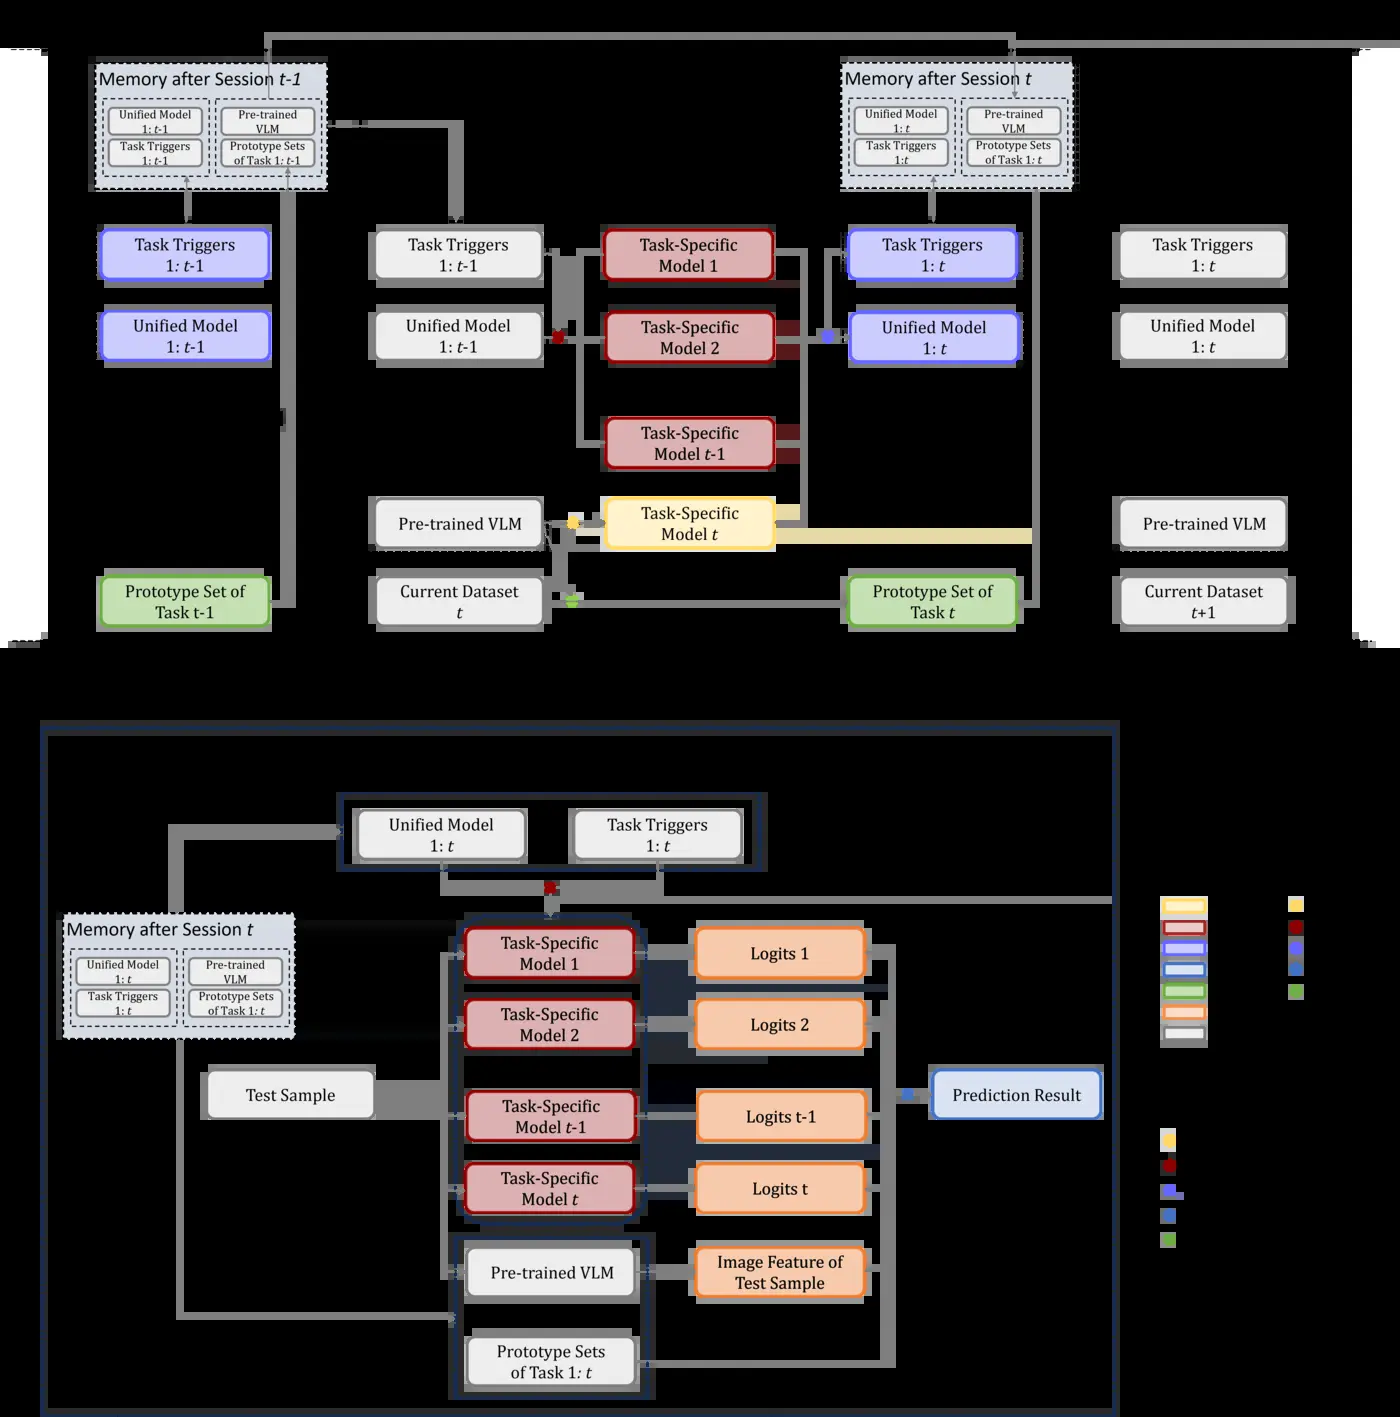 Memory after Session t-1
Unified Model
1: t-1
Pre-trained
VLM
Task Triggers
1: t-1
Prototype Sets
of Task 1: t-1
Memory after Session t
Unified Model
1: t
Pre-trained
VLM
Task Triggers
1:t
Prototype Sets
of Task 1: t
Task Triggers
1: t-1
Task Triggers
1: t-1
Task-Specific
Model 1
Task Triggers
1: t
Task Triggers
1: t
Unified Model
1: t-1
Unified Model
1: t-1
Task-Specific
Model 2
Unified Model
1: t
Unified Model
1: t
Task-Specific
Model t-1
Pre-trained VLM
Task-Specific
Model t
Pre-trained VLM
Prototype Set of
Task t-1
Current Dataset
t
Prototype Set of
Task t
Current Dataset
t+1
Unified Model
1: t
Task Triggers
1: t
Memory after Session t
Unified Model
1: t
Pre-trained
VLM
Task Triggers
1: t
Prototype Sets
of Task 1: t
Task-Specific
Model 1
Logits 1
Task-Specific
Model 2
Logits 2
Test Sample
Prediction Result
Task-Specific
Model t-1
Logits t-1
Task-Specific
Model t
Logits t
Pre-trained VLM
Image Feature of
Test Sample
Prototype Sets
of Task 1: t